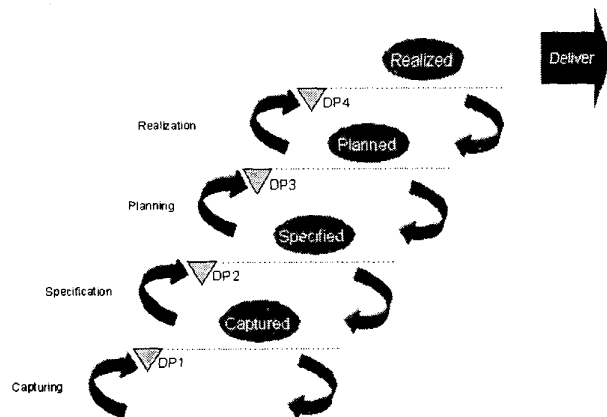 Realized
Deliver
DP4
Realization
Planned
DP3
Planning
Specified
DP2
Specification
Captured
DP1
Capturing